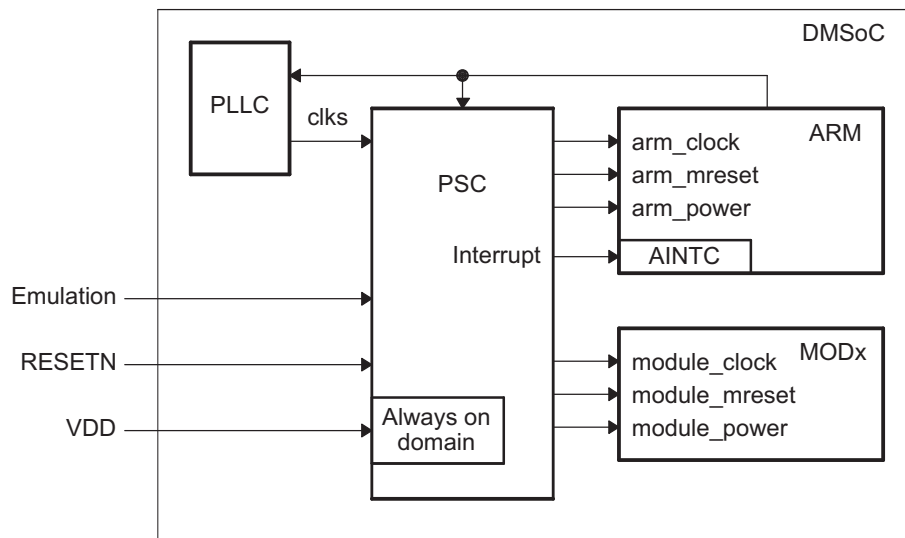 DMSoC
PLLC
clks
PSC
ARM
arm_clock
arm_mreset
arm_power
Interrupt
AINTC
Emulation
RESETN
VDD
Always on
domain
MODx
module_clock
module_mreset
module_power